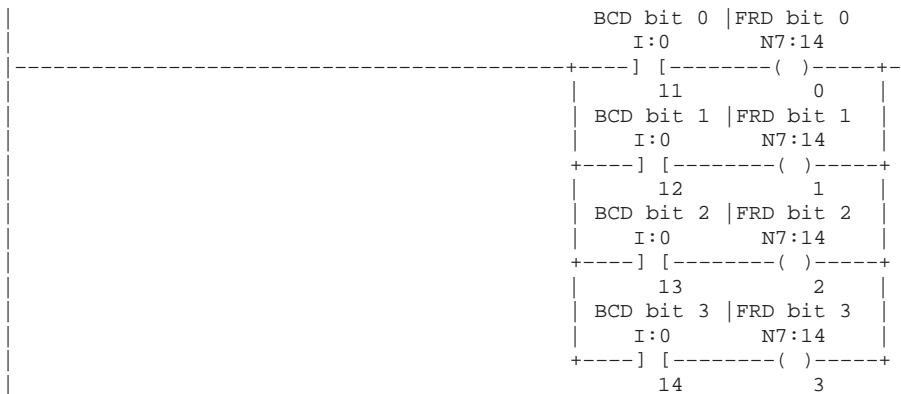 BCD bit 0 |FRD bit 0
I:0 N7:14
|-------------------------------------------+----] [--------( )-----+-
11 0
BCD bit 1 |FRD bit 1
I:0 N7:14
+----] [--------( )-----+
12 1
BCD bit 2 |FRD bit 2
I:0 N7:14
+----] [--------( )-----+
13 2
BCD bit 3 |FRD bit 3
I:0 N7:14
+----] [--------( )-----+
14 3